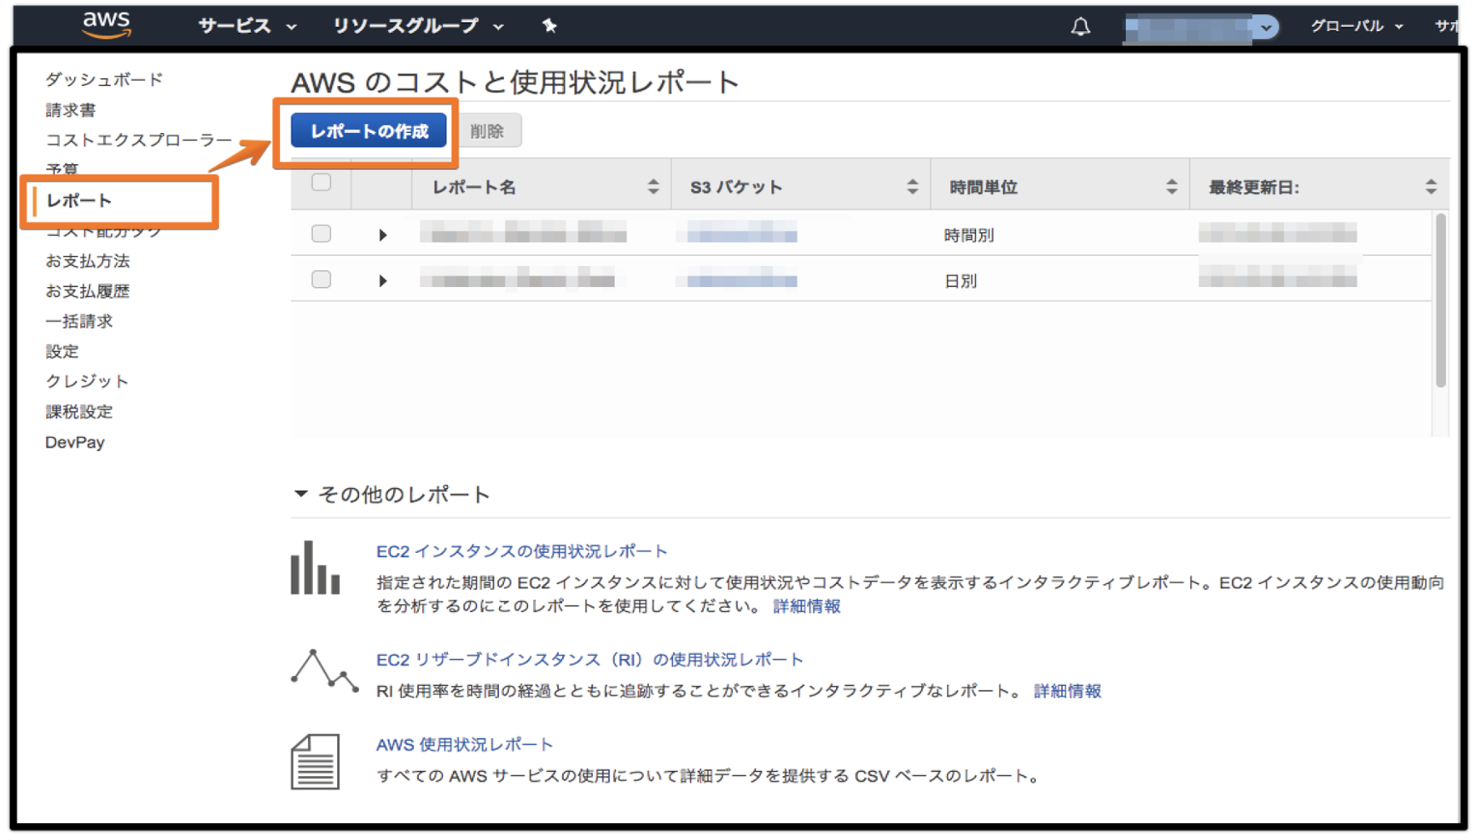 aws サービス リソースグループ グローバル サポ
ダッシュボード
請求書
コストエクスプローラー
予算
レポート
コスト配分タグ
お支払方法
お支払履歴
一括請求
設定
クレジット
課税設定
DevPay
AWS のコストと使用状況レポート
レポートの作成 削除
レポート名 S3 バケット 時間単位 最終更新日:
時間別
日別
その他のレポート
EC2 インスタンスの使用状況レポート
指定された期間の EC2 インスタンスに対して使用状況やコストデータを表示するインタラクティブレポート。EC2 インスタンスの使用動向
を分析するのにこのレポートを使用してください。 詳細情報
EC2 リザーブドインスタンス（RI）の使用状況レポート
RI 使用率を時間の経過とともに追跡することができるインタラクティブなレポート。 詳細情報
AWS 使用状況レポート
すべての AWS サービスの使用について詳細データを提供する CSV ベースのレポート。